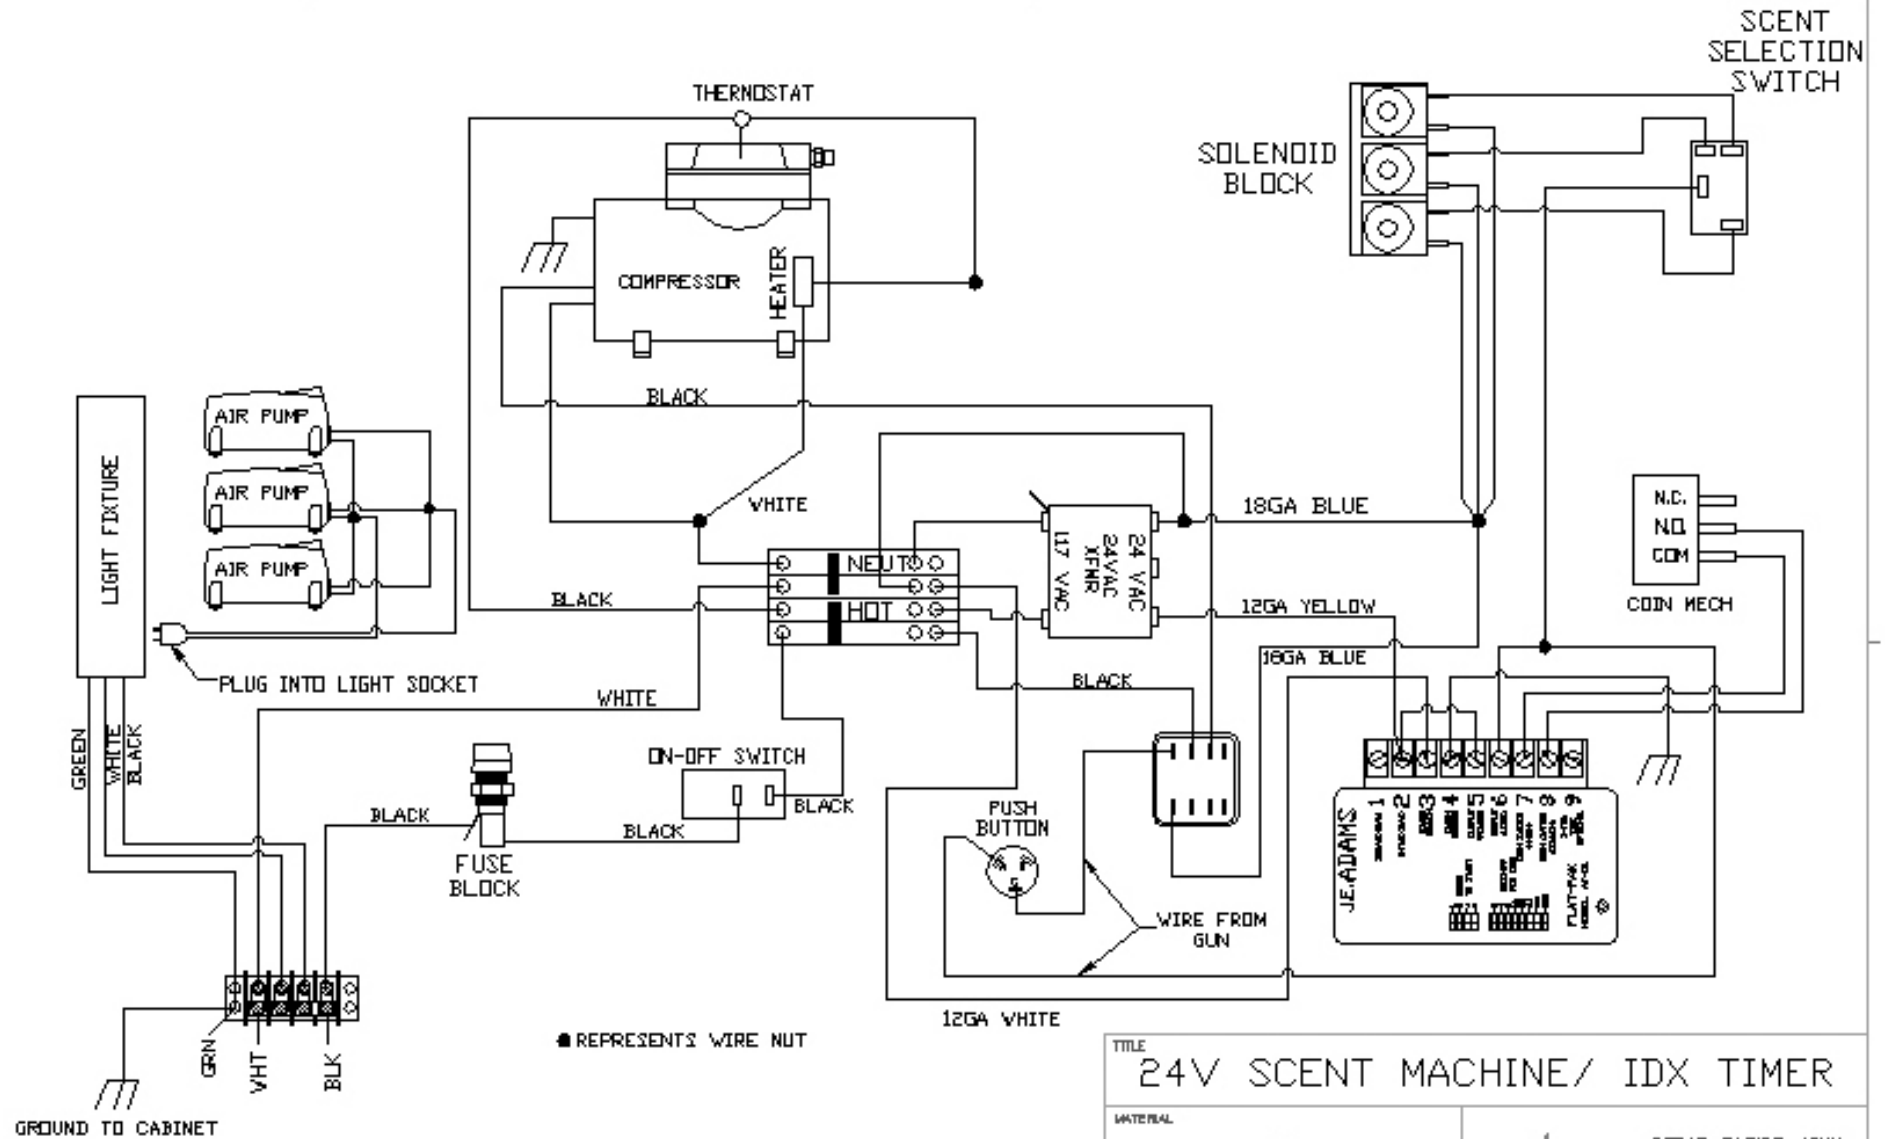 SCENT
SELECTION
SWITCH
THERMOSTAT
SOLENOID
BLOCK
COMPRESSOR
HEATER
BLACK
AIR PUMP
AIR PUMP
AIR PUMP
LIGHT FIXTURE
WHITE
18GA BLUE
N.C.
N.O.
COM
COIN MECH
NEUT
HOT
117 VAC
XFMR
24VAC
24 VAC
BLACK
12GA YELLOW
18GA BLUE
PLUG INTO LIGHT SOCKET
WHITE
BLACK
GREEN
WHITE
BLACK
ON-OFF SWITCH
BLACK
BLACK
BLACK
FUSE
BLOCK
PUSH
BUTTON
WIRE FROM
GUN
J.E.ADAMS
1
2
3
4
5
6
7
8
9
FLAT-PAK
12GA WHITE
REPRESENTS WIRE NUT
GRN
WHT
BLK
GROUND TO CABINET
TITLE
24V SCENT MACHINE/ IDX TIMER
MATERIAL